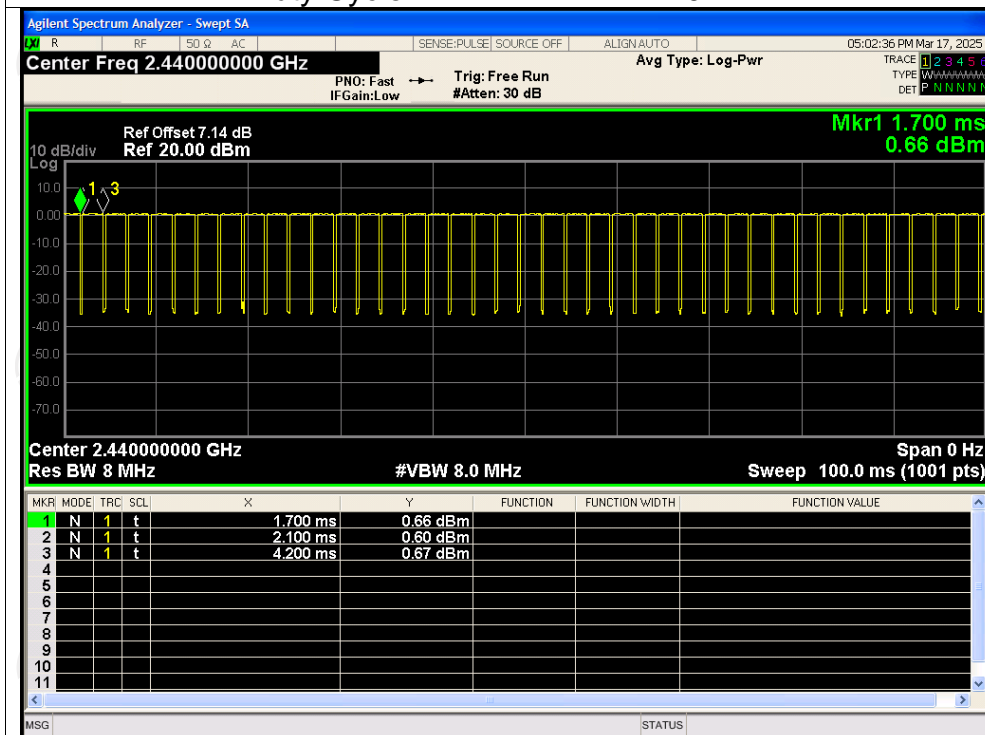 Agilent Spectrum Analyzer - Swept SA
LXI R RF 50 Ω AC SENSE:PULSE SOURCE OFF ALIGN AUTO 05:02:36 PM Mar 17, 2025
Center Freq 2.440000000 GHz
PNO: Fast
IFGain:Low
Trig: Free Run
#Atten: 30 dB
Avg Type: Log-Pwr
TRACE 1 2 3 4 5 6
TYPE W
DET P N N N N N
Mkr1 1.700 ms
0.66 dBm
Ref Offset 7.14 dB
10 dB/div Ref 20.00 dBm
Log
10.0
0.00
-10.0
-20.0
-30.0
-40.0
-50.0
-60.0
-70.0
1 3
Center 2.440000000 GHz Span 0 Hz
Res BW 8 MHz #VBW 8.0 MHz Sweep 100.0 ms (1001 pts)
MKR MODE TRC SCL X Y FUNCTION FUNCTION WIDTH FUNCTION VALUE
1 N 1 t 1.700 ms 0.66 dBm
2 N 1 t 2.100 ms 0.60 dBm
3 N 1 t 4.200 ms 0.67 dBm
4
5
6
7
8
9
10
11
MSG STATUS